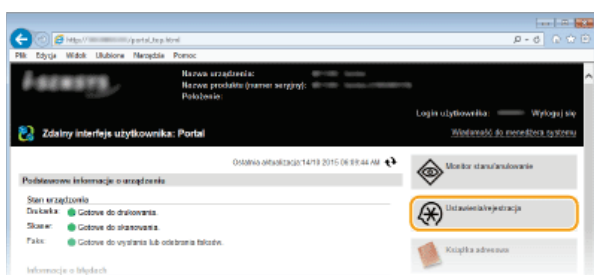 /portal_top.html
Plik Edycja Widok Ulubione Narzędzia Pomoc
Nazwa urządzenia:
Nazwa produktu (numer seryjny):
Położenie:
Login użytkownika: Wyloguj się
Zdalny interfejs użytkownika: Portal
Wiadomość do menedżera systemu
Ostatnia aktualizacja:14/10 2015 06:09:44 AM
Podstawowe informacje o urządzeniu
Monitor stanu/anulowanie
Stan urządzenia
Drukarka: Gotowe do drukowania.
Skaner: Gotowe do skanowania.
Faks: Gotowe do wysłania lub odebrania faksów.
Ustawienia/rejestracja
Informacje o błędach
Książka adresowa